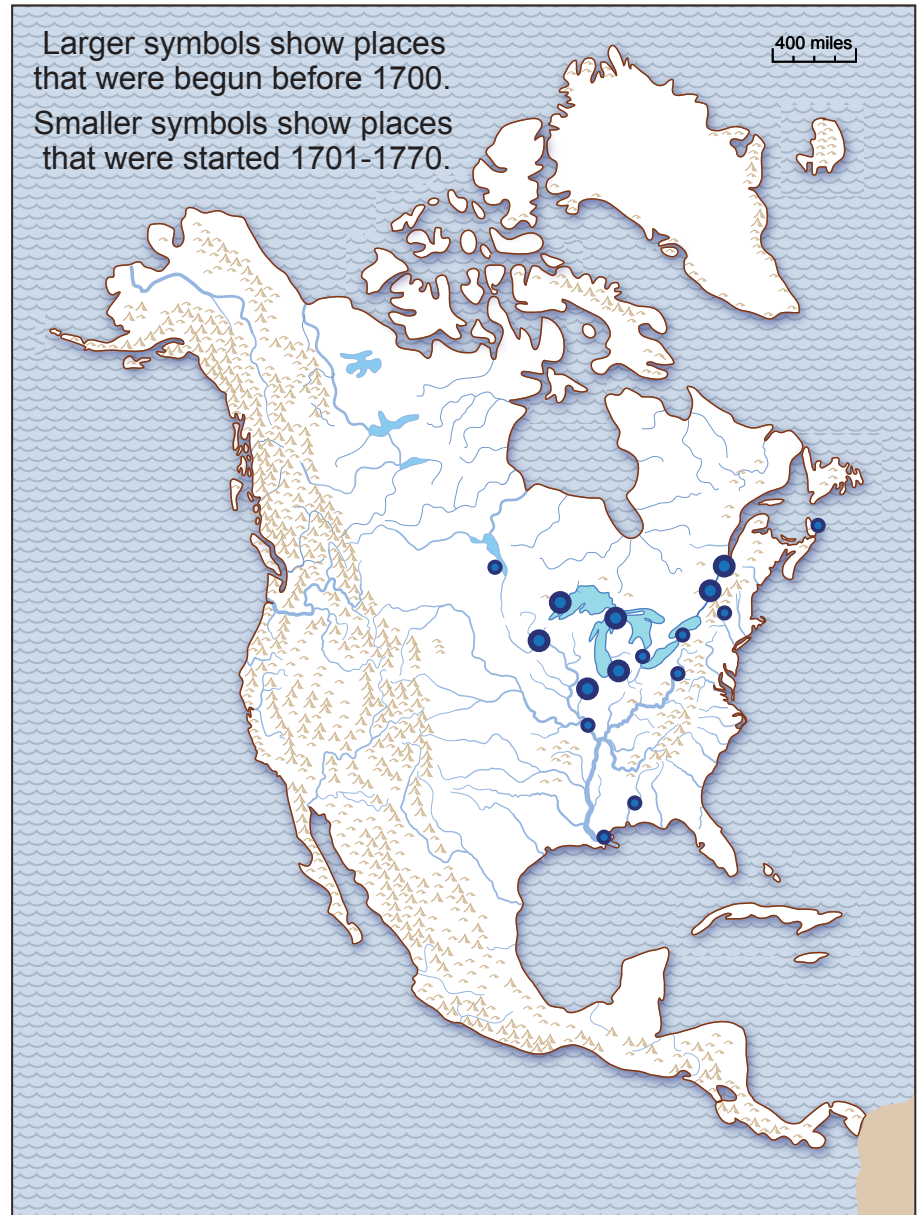 Larger symbols show places
that were begun before 1700.
Smaller symbols show places
that were started 1701-1770.
400 miles